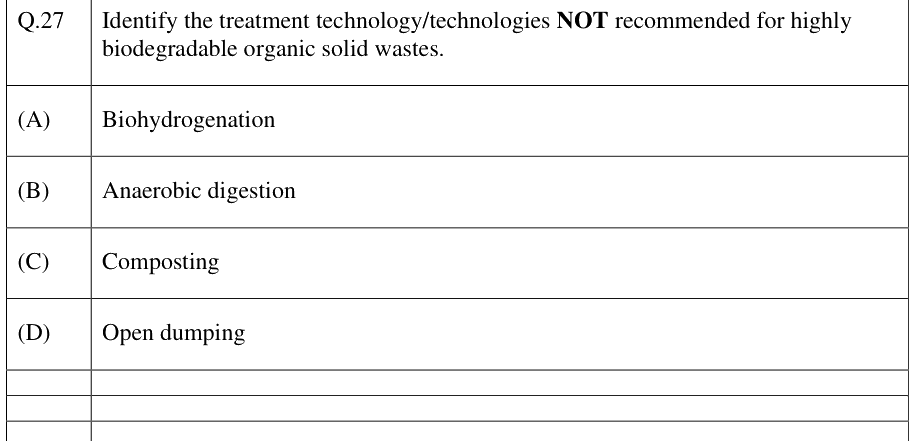 Q.27 Identify the treatment technology/technologies NOT recommended for highly
biodegradable organic solid wastes.
(A) Biohydrogenation
(B) Anaerobic digestion
(C) Composting
(D) Open dumping